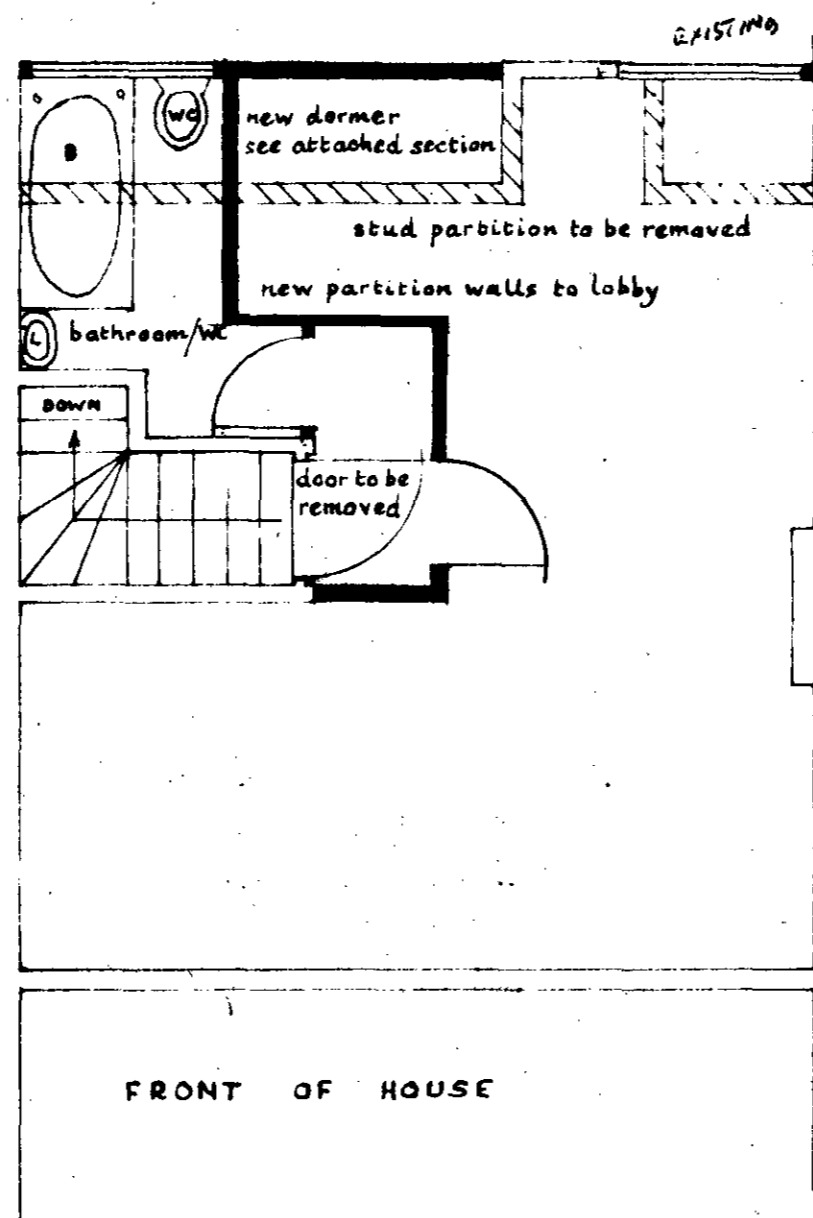 EXISTING
WC
B
new dormer
see attached section
stud partition to be removed
new partition walls to lobby
L
bathroom/WC
DOWN
door to be
removed
FRONT OF HOUSE